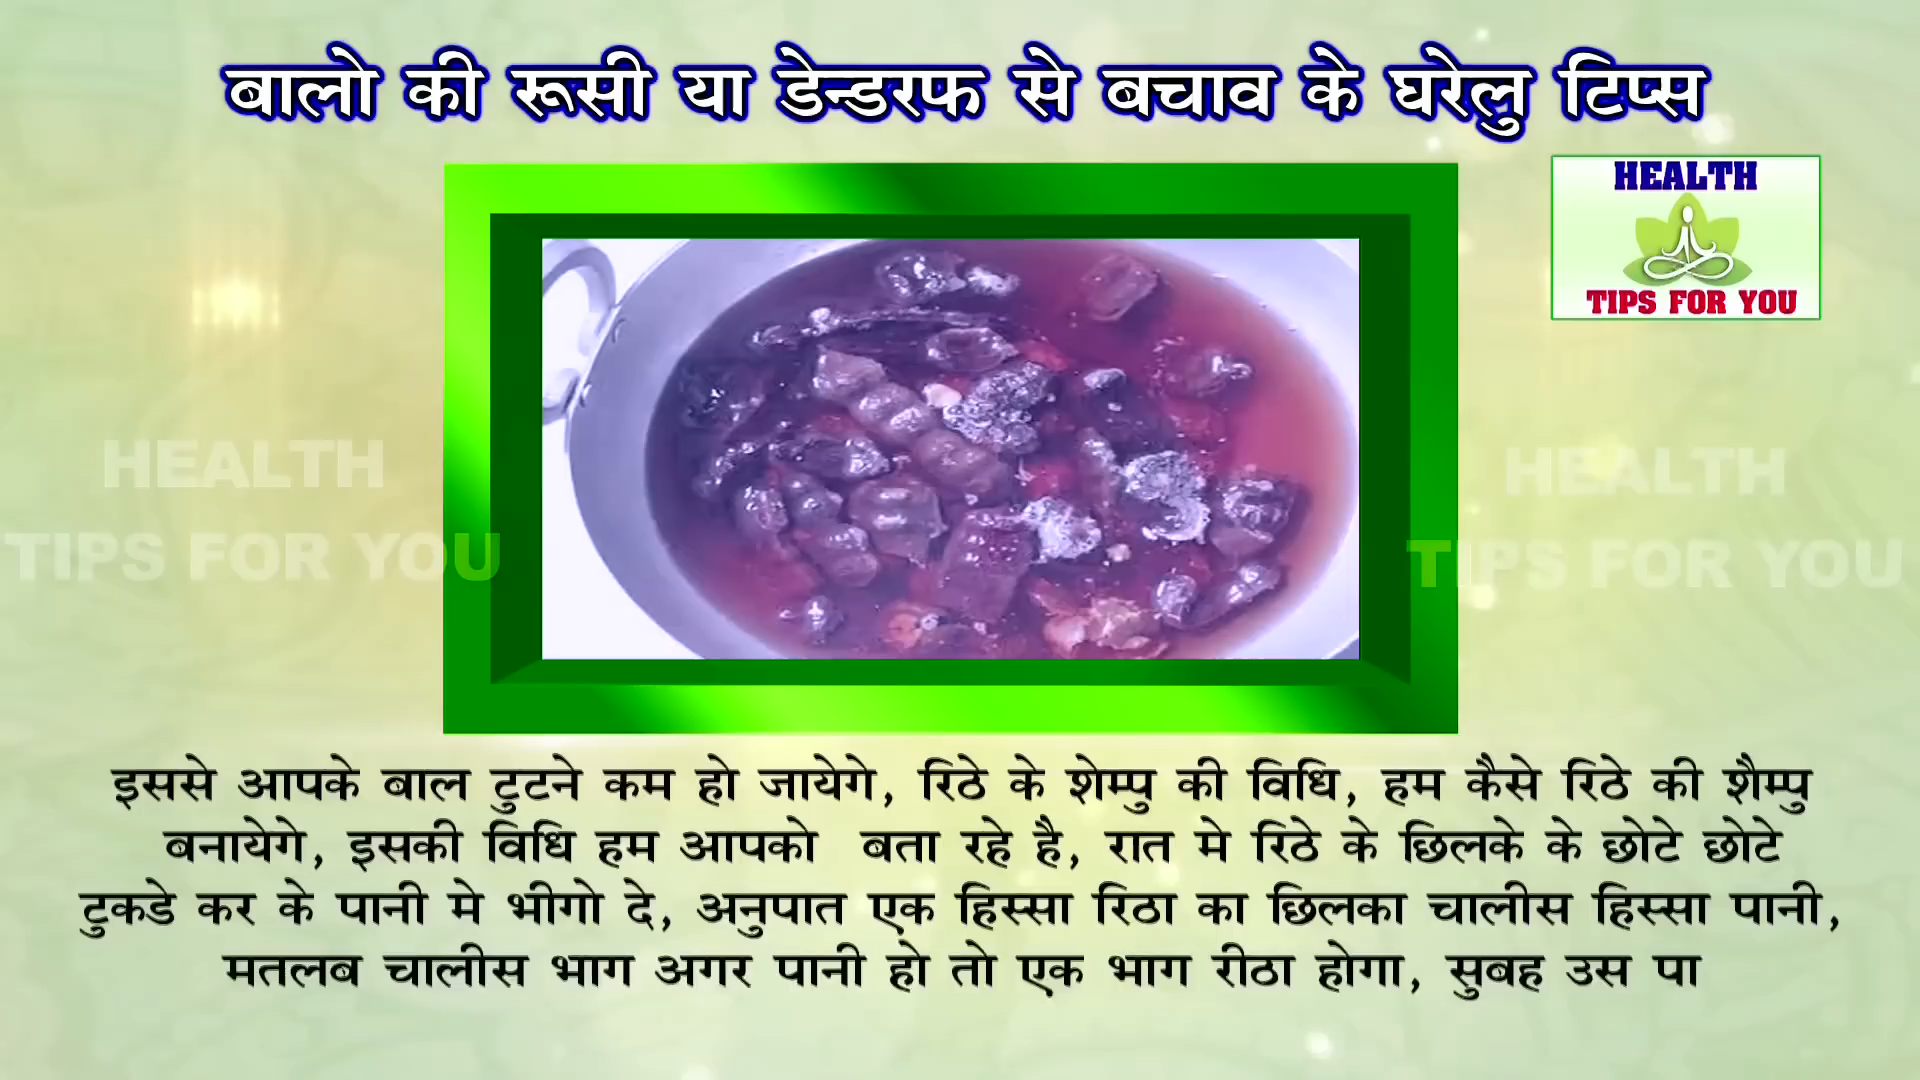 बालो की रूसी या डेन्डरफ से बचाव के घरेलु टिप्स
HEALTH
TIPS FOR YOU
HEALTH
TIPS FOR YOU
HEALTH
TIPS FOR YOU
इससे आपके बाल टुटने कम हो जायेगे, रिठे के शेम्पु की विधि, हम कैसे रिठे की शैम्पु
बनायेगे, इसकी विधि हम आपको बता रहे है, रात मे रिठे के छिलके के छोटे छोटे
टुकडे कर के पानी मे भीगो दे, अनुपात एक हिस्सा रिठा का छिलका चालीस हिस्सा पानी,
मतलब चालीस भाग अगर पानी हो तो एक भाग रीठा होगा, सुबह उस पा